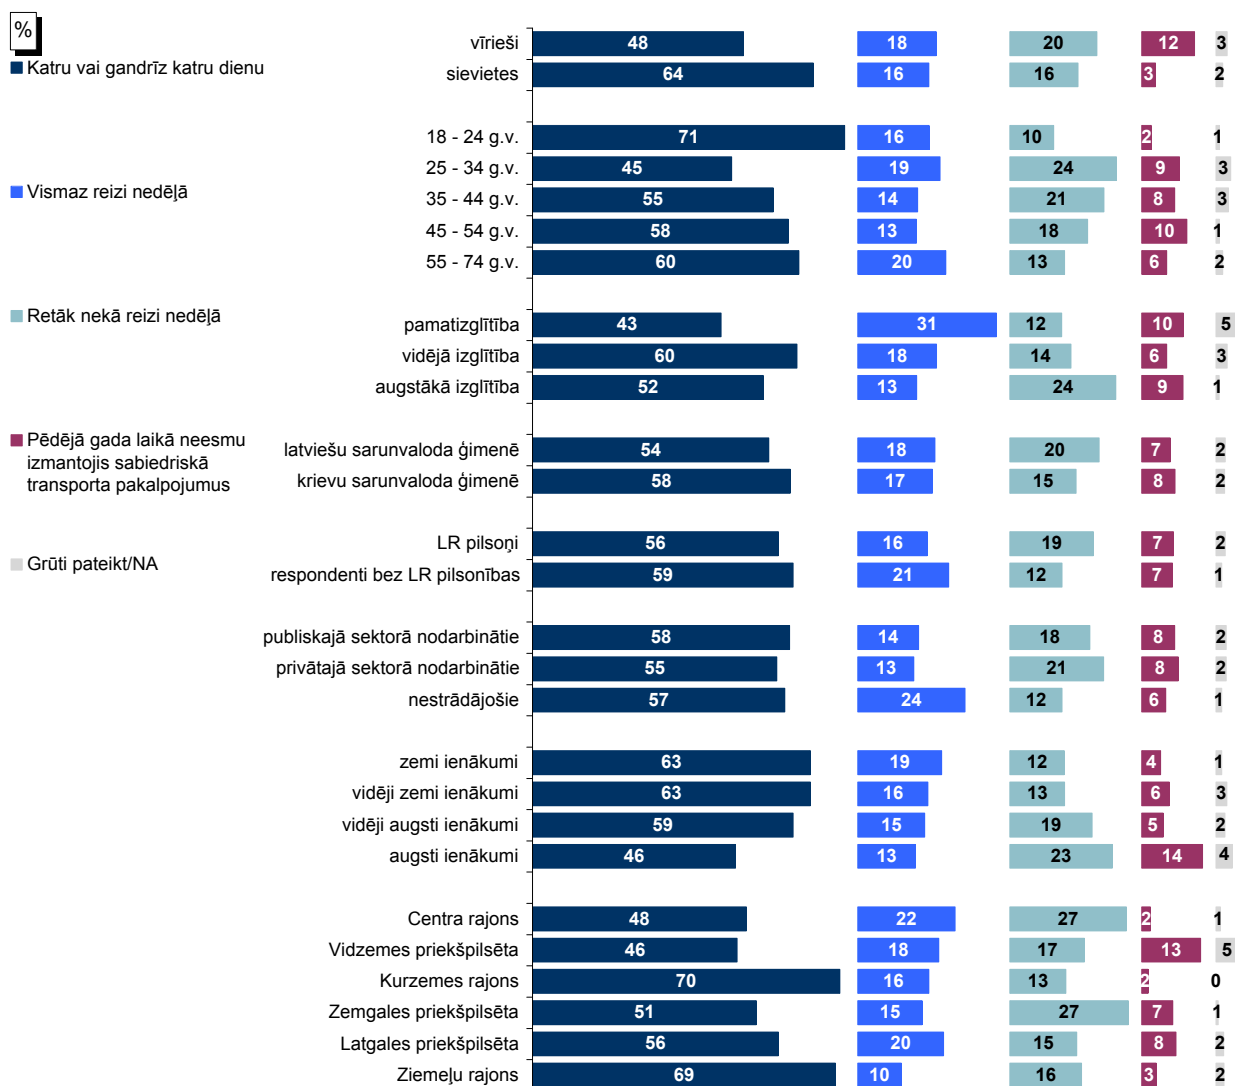 %
Katru vai gandrīz katru dienu
Vismaz reizi nedēļā
Retāk nekā reizi nedēļā
Pēdējā gada laikā neesmu
izmantojis sabiedriskā
transporta pakalpojumus
Grūti pateikt/NA
vīrieši 48 18 20 12 3
sievietes 64 16 16 3 2
18 - 24 g.v. 71 16 10 2 1
25 - 34 g.v. 45 19 24 9 3
35 - 44 g.v. 55 14 21 8 3
45 - 54 g.v. 58 13 18 10 1
55 - 74 g.v. 60 20 13 6 2
pamatizglītība 43 31 12 10 5
vidējā izglītība 60 18 14 6 3
augstākā izglītība 52 13 24 9 1
latviešu sarunvaloda ģimenē 54 18 20 7 2
krievu sarunvaloda ģimenē 58 17 15 8 2
LR pilsoņi 56 16 19 7 2
respondenti bez LR pilsonības 59 21 12 7 1
publiskajā sektorā nodarbinātie 58 14 18 8 2
privātajā sektorā nodarbinātie 55 13 21 8 2
nestrādājošie 57 24 12 6 1
zemi ienākumi 63 19 12 4 1
vidēji zemi ienākumi 63 16 13 6 3
vidēji augsti ienākumi 59 15 19 5 2
augsti ienākumi 46 13 23 14 4
Centra rajons 48 22 27 2 1
Vidzemes priekšpilsēta 46 18 17 13 5
Kurzemes rajons 70 16 13 2 0
Zemgales priekšpilsēta 51 15 27 7 1
Latgales priekšpilsēta 56 20 15 8 2
Ziemeļu rajons 69 10 16 3 2